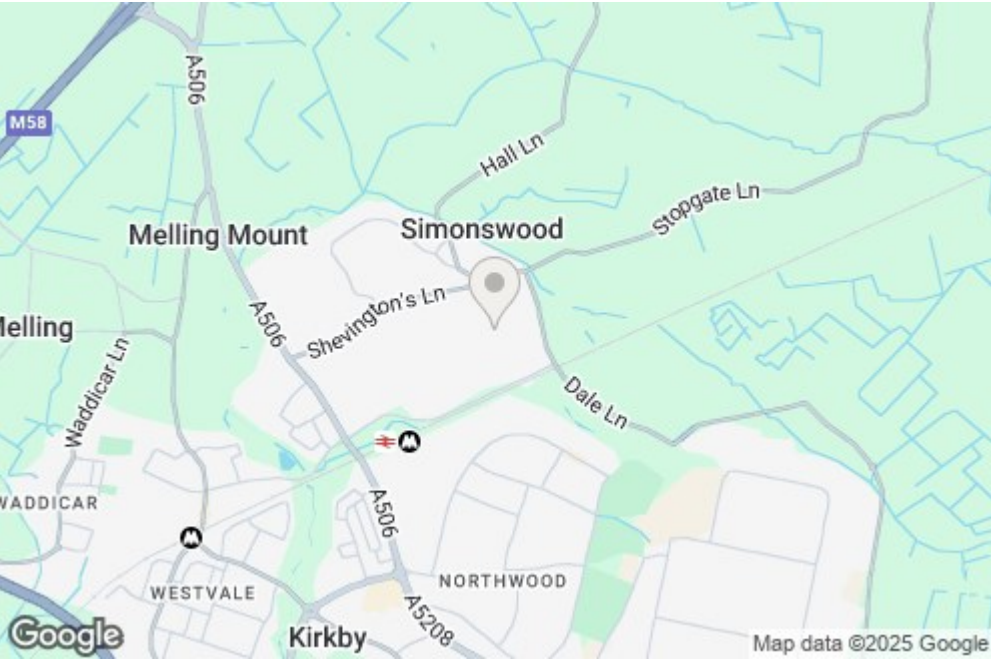 A506
M58
Hall Ln
Stopgate Ln
Simonswood
Melling Mount
Shevington's Ln
A506
Melling
Waddicar Ln
Dale Ln
WADDICAR
A506
WESTVALE
NORTHWOOD
A5208
Kirkby
Google
Map data ©2025 Google